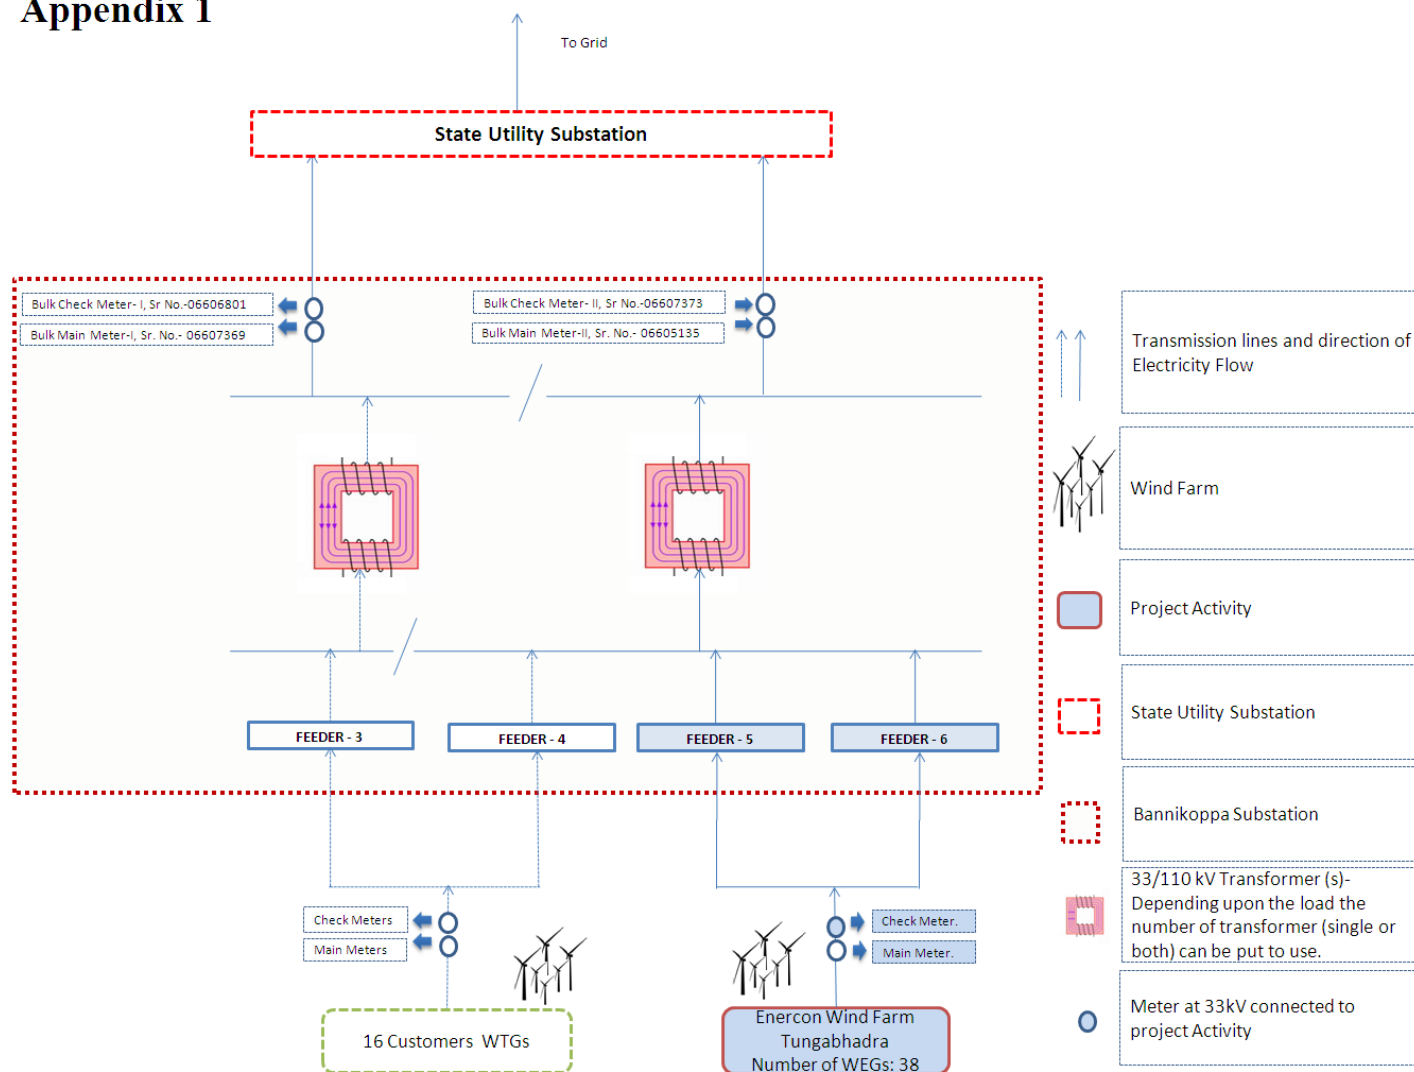 Appendix 1
To Grid
State Utility Substation
Bulk Check Meter- I, Sr No.-06606801
Bulk Main Meter-I, Sr. No.- 06607369
Bulk Check Meter- II, Sr No.-06607373
Bulk Main Meter-II, Sr. No.- 06605135
FEEDER - 3
FEEDER - 4
FEEDER - 5
FEEDER - 6
Check Meters
Main Meters
Check Meter.
Main Meter.
16 Customers WTGs
Enercon Wind Farm
Tungabhadra
Number of WEGs: 38
Transmission lines and direction of
Electricity Flow
Wind Farm
Project Activity
State Utility Substation
Bannikoppa Substation
33/110 kV Transformer (s)-
Depending upon the load the
number of transformer (single or
both) can be put to use.
Meter at 33kV connected to
project Activity